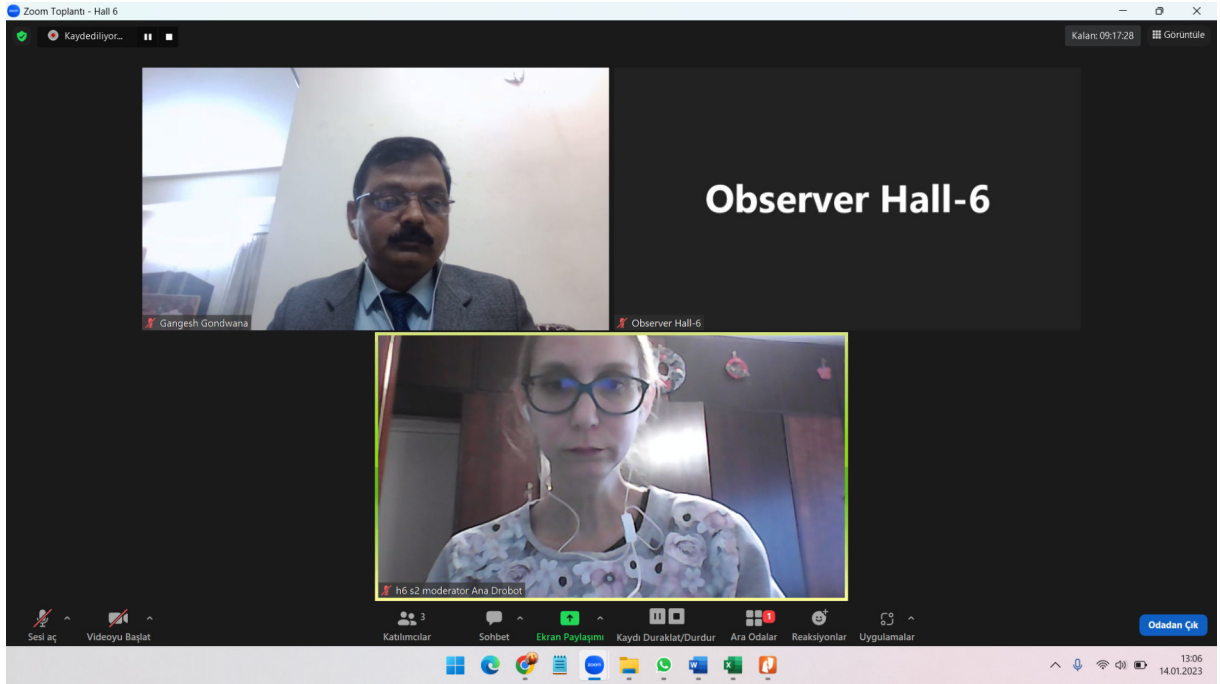 Zoom Toplantı - Hall 6
Kaydediliyor...
Kalan: 09:17:28
Görüntüle
Observer Hall-6
Gangesh Gondwana
Observer Hall-6
h6 s2 moderator Ana Drobot
3
1
Sesi aç
Videoyu Başlat
Katılımcılar
Sohbet
Ekran Paylaşımı
Kaydı Duraklat/Durdur
Ara Odalar
Reaksiyonlar
Uygulamalar
Odadan Çık
zoom
13:06
14.01.2023